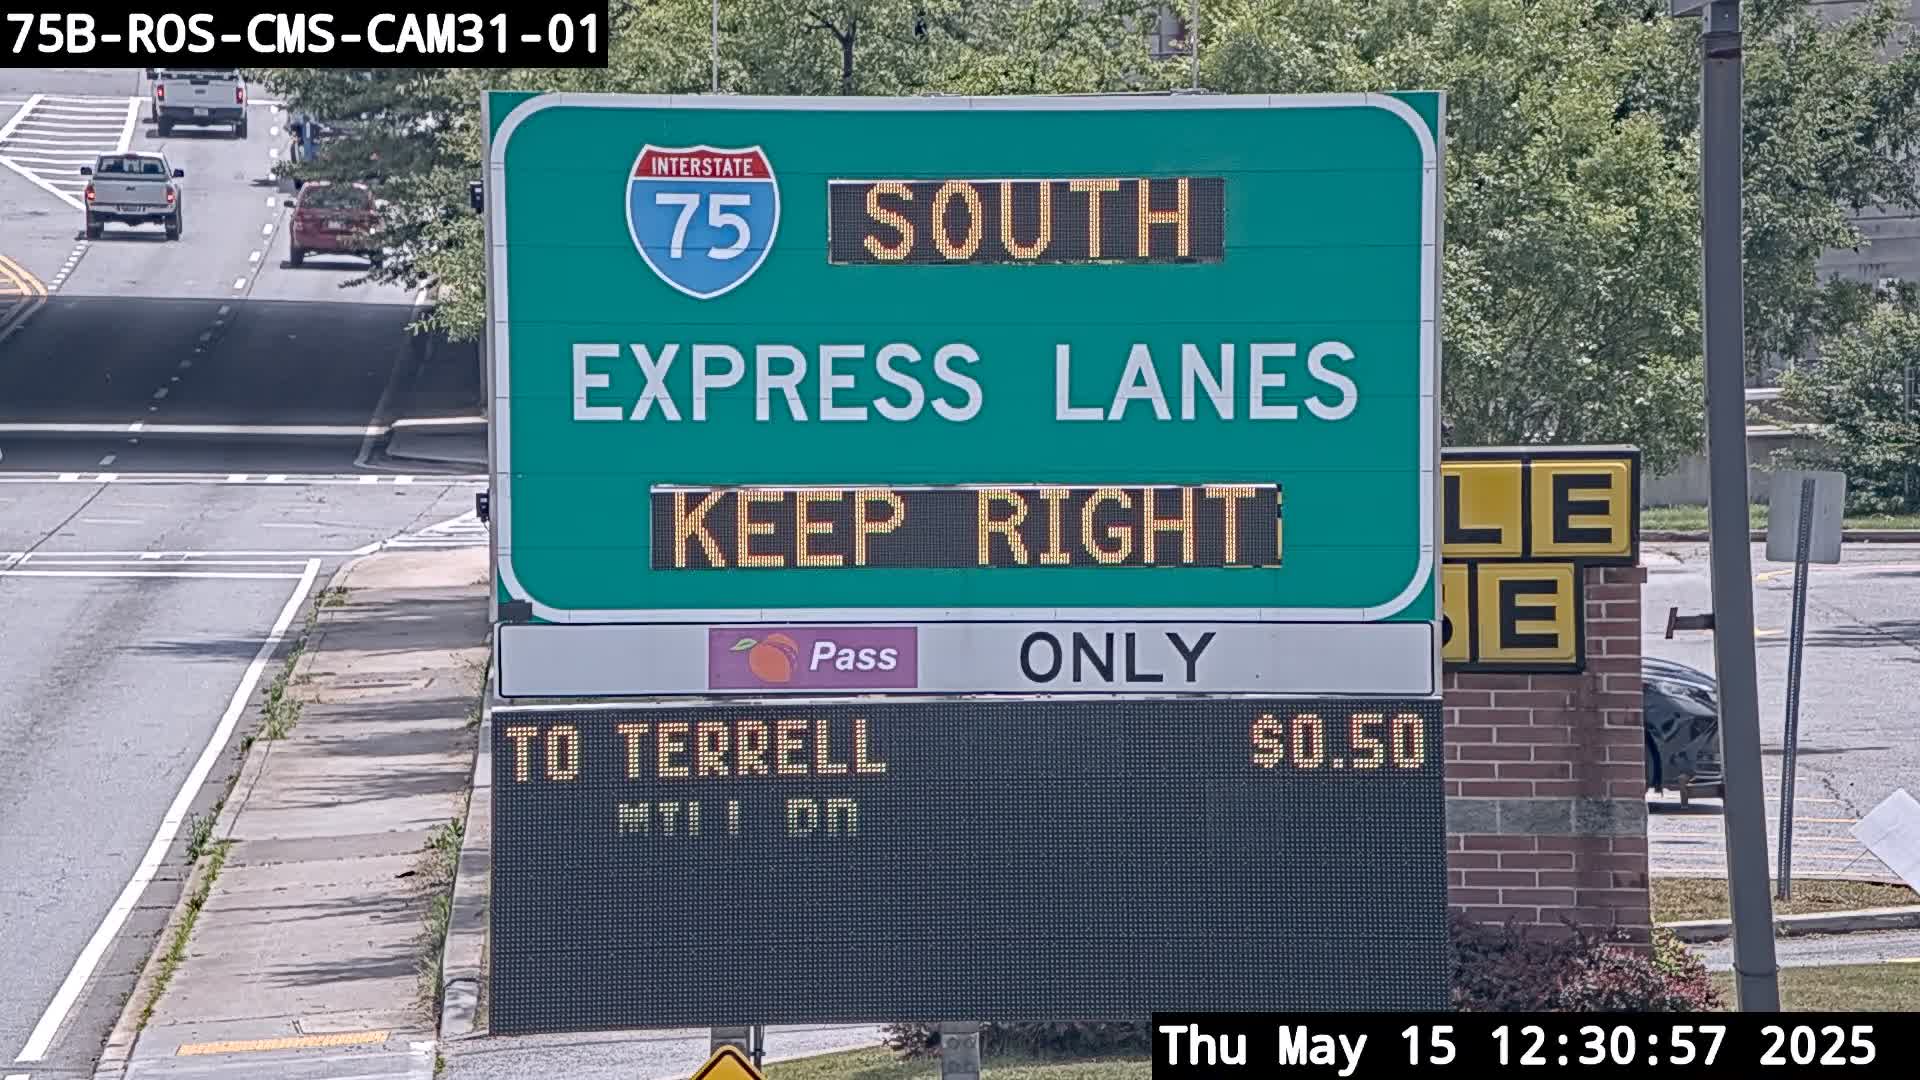 75B-ROS-CMS-CAM31-01
INTERSTATE
75
SOUTH
EXPRESS LANES
KEEP RIGHT
Pass ONLY
TO TERRELL $0.50
LE
E
Thu May 15 12:30:57 2025